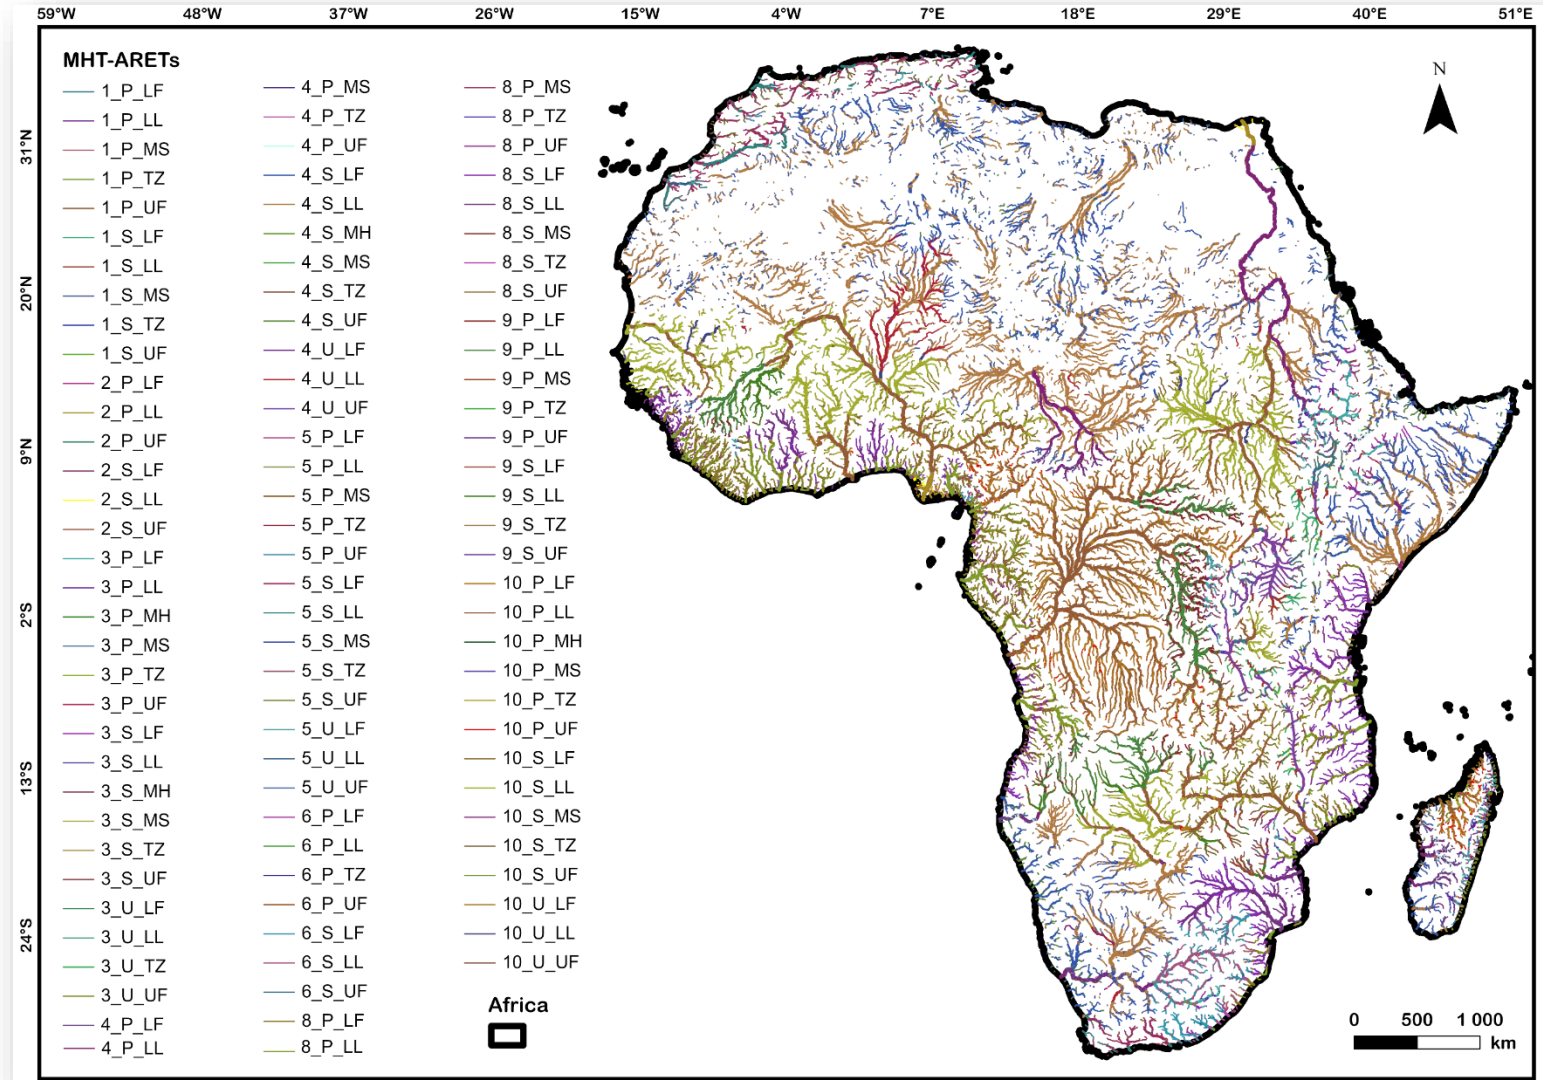 59°W 48°W 37°W 26°W 15°W 4°W 7°E 18°E 29°E 40°E 51°E
31°N
20°N
9°N
2°S
13°S
24°S
MHT-ARETs
1_P_LF
1_P_LL
1_P_MS
1_P_TZ
1_P_UF
1_S_LF
1_S_LL
1_S_MS
1_S_TZ
1_S_UF
2_P_LF
2_P_LL
2_P_UF
2_S_LF
2_S_LL
2_S_UF
3_P_LF
3_P_LL
3_P_MH
3_P_MS
3_P_TZ
3_P_UF
3_S_LF
3_S_LL
3_S_MH
3_S_MS
3_S_TZ
3_S_UF
3_U_LF
3_U_LL
3_U_TZ
3_U_UF
4_P_LF
4_P_LL
4_P_MS
4_P_TZ
4_P_UF
4_S_LF
4_S_LL
4_S_MH
4_S_MS
4_S_TZ
4_S_UF
4_U_LF
4_U_LL
4_U_UF
5_P_LF
5_P_LL
5_P_MS
5_P_TZ
5_P_UF
5_S_LF
5_S_LL
5_S_MS
5_S_TZ
5_S_UF
5_U_LF
5_U_LL
5_U_UF
6_P_LF
6_P_LL
6_P_TZ
6_P_UF
6_S_LF
6_S_LL
6_S_UF
8_P_LF
8_P_LL
8_P_MS
8_P_TZ
8_P_UF
8_S_LF
8_S_LL
8_S_MS
8_S_TZ
8_S_UF
9_P_LF
9_P_LL
9_P_MS
9_P_TZ
9_P_UF
9_S_LF
9_S_LL
9_S_TZ
9_S_UF
10_P_LF
10_P_LL
10_P_MH
10_P_MS
10_P_TZ
10_P_UF
10_S_LF
10_S_LL
10_S_MS
10_S_TZ
10_S_UF
10_U_LF
10_U_LL
10_U_UF
Africa
N
0 500 1 000
km